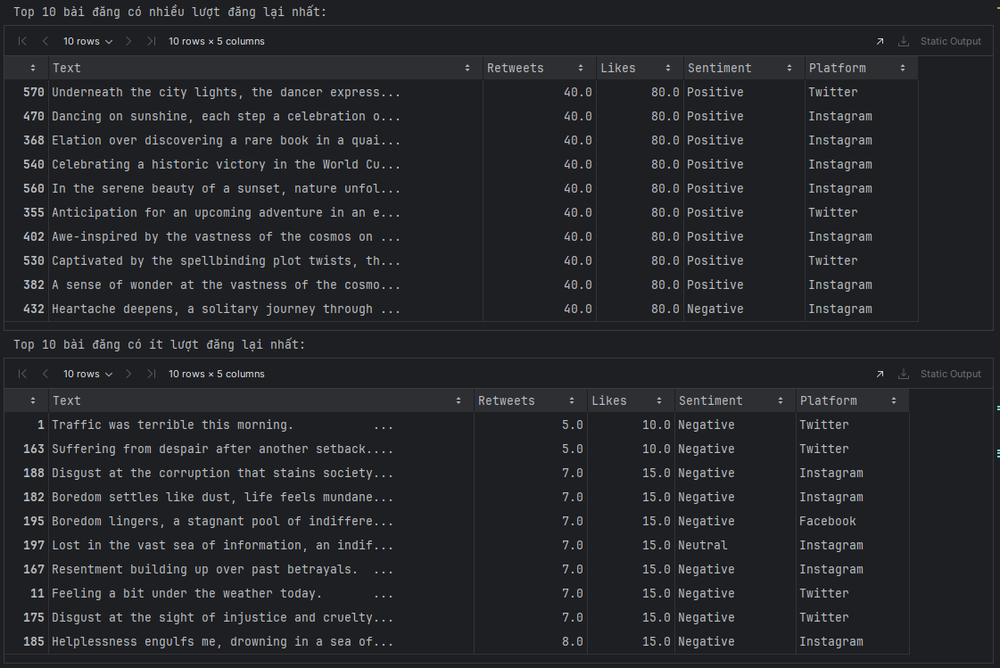 Top 10 bài đăng có nhiều lượt đăng lại nhất:
10 rows 10 rows × 5 columns Static Output
Text Retweets Likes Sentiment Platform
570 Underneath the city lights, the dancer express... 40.0 80.0 Positive Twitter
470 Dancing on sunshine, each step a celebration o... 40.0 80.0 Positive Instagram
368 Elation over discovering a rare book in a quai... 40.0 80.0 Positive Instagram
540 Celebrating a historic victory in the World Cu... 40.0 80.0 Positive Instagram
560 In the serene beauty of a sunset, nature unfol... 40.0 80.0 Positive Instagram
355 Anticipation for an upcoming adventure in an e... 40.0 80.0 Positive Twitter
402 Awe-inspired by the vastness of the cosmos on ... 40.0 80.0 Positive Instagram
530 Captivated by the spellbinding plot twists, th... 40.0 80.0 Positive Twitter
382 A sense of wonder at the vastness of the cosmo... 40.0 80.0 Positive Instagram
432 Heartache deepens, a solitary journey through ... 40.0 80.0 Negative Instagram
Top 10 bài đăng có ít lượt đăng lại nhất:
10 rows 10 rows × 5 columns Static Output
Text Retweets Likes Sentiment Platform
1 Traffic was terrible this morning. ... 5.0 10.0 Negative Twitter
163 Suffering from despair after another setback.... 5.0 10.0 Negative Twitter
188 Disgust at the corruption that stains society... 7.0 15.0 Negative Instagram
182 Boredom settles like dust, life feels mundane... 7.0 15.0 Negative Instagram
195 Boredom lingers, a stagnant pool of indiffere... 7.0 15.0 Negative Facebook
197 Lost in the vast sea of information, an indif... 7.0 15.0 Neutral Instagram
167 Resentment building up over past betrayals. ... 7.0 15.0 Negative Instagram
11 Feeling a bit under the weather today. ... 7.0 15.0 Negative Twitter
175 Disgust at the sight of injustice and cruelty... 7.0 15.0 Negative Twitter
185 Helplessness engulfs me, drowning in a sea of... 8.0 15.0 Negative Instagram